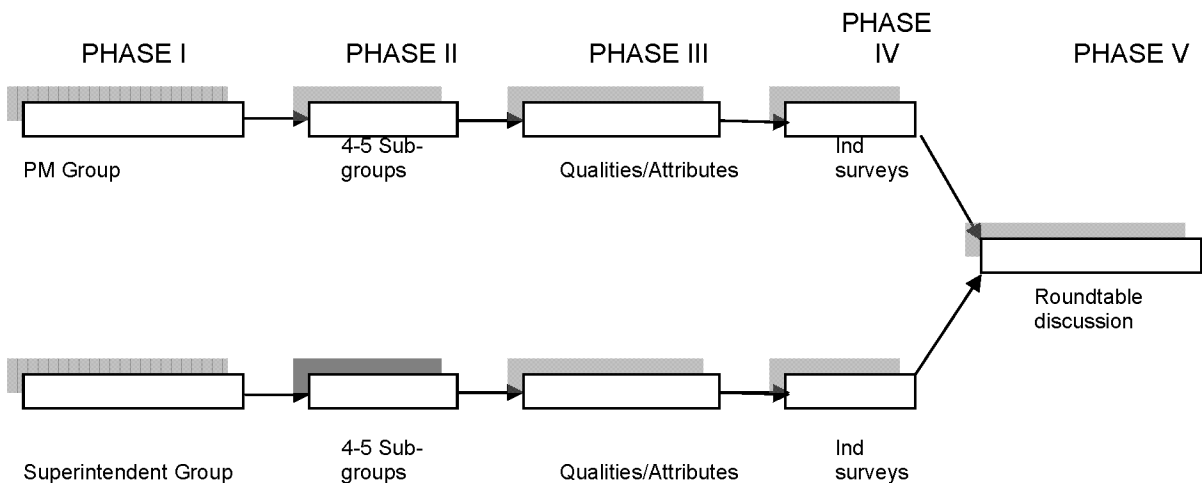 PHASE I
PHASE II
PHASE III
PHASE
IV
PHASE V
PM Group
4-5 Sub-
groups
Qualities/Attributes
Ind
surveys
Roundtable
discussion
Superintendent Group
4-5 Sub-
groups
Qualities/Attributes
Ind
surveys